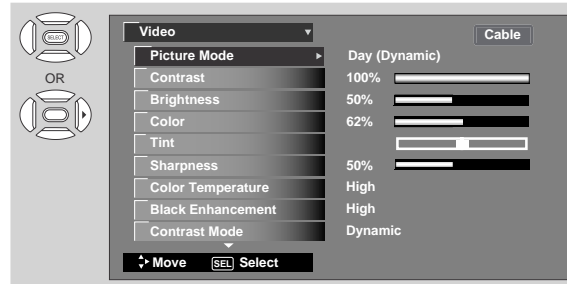 Video
Cable
SELECT
OR
Picture Mode Day (Dynamic)
Contrast 100%
Brightness 50%
Color 62%
Tint
Sharpness 50%
Color Temperature High
Black Enhancement High
Contrast Mode Dynamic
Move SEL Select